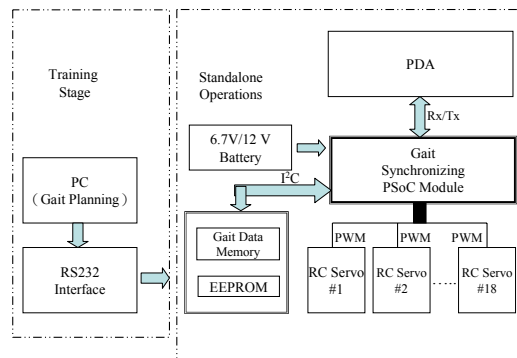 Training
Stage
PC
( Gait Planning )
RS232
Interface
Standalone
Operations
PDA
Rx/Tx
6.7V/12 V
Battery
Gait
Synchronizing
PSoC Module
I²C
Gait Data
Memory
EEPROM
PWM
PWM
PWM
RC Servo
#1
RC Servo
#2
......
RC Servo
#18